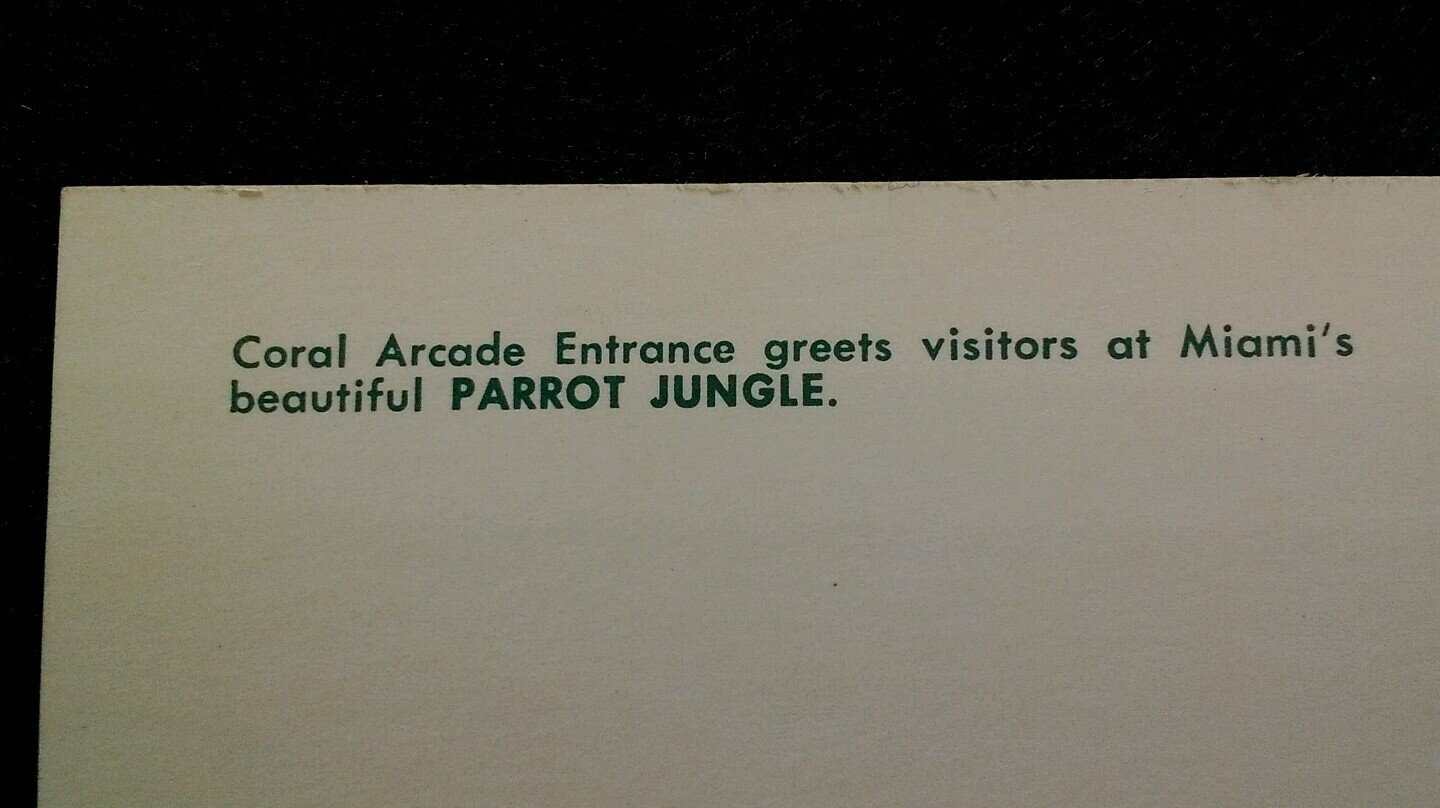 Coral Arcade Entrance greets visitors at Miami's
beautiful PARROT JUNGLE.